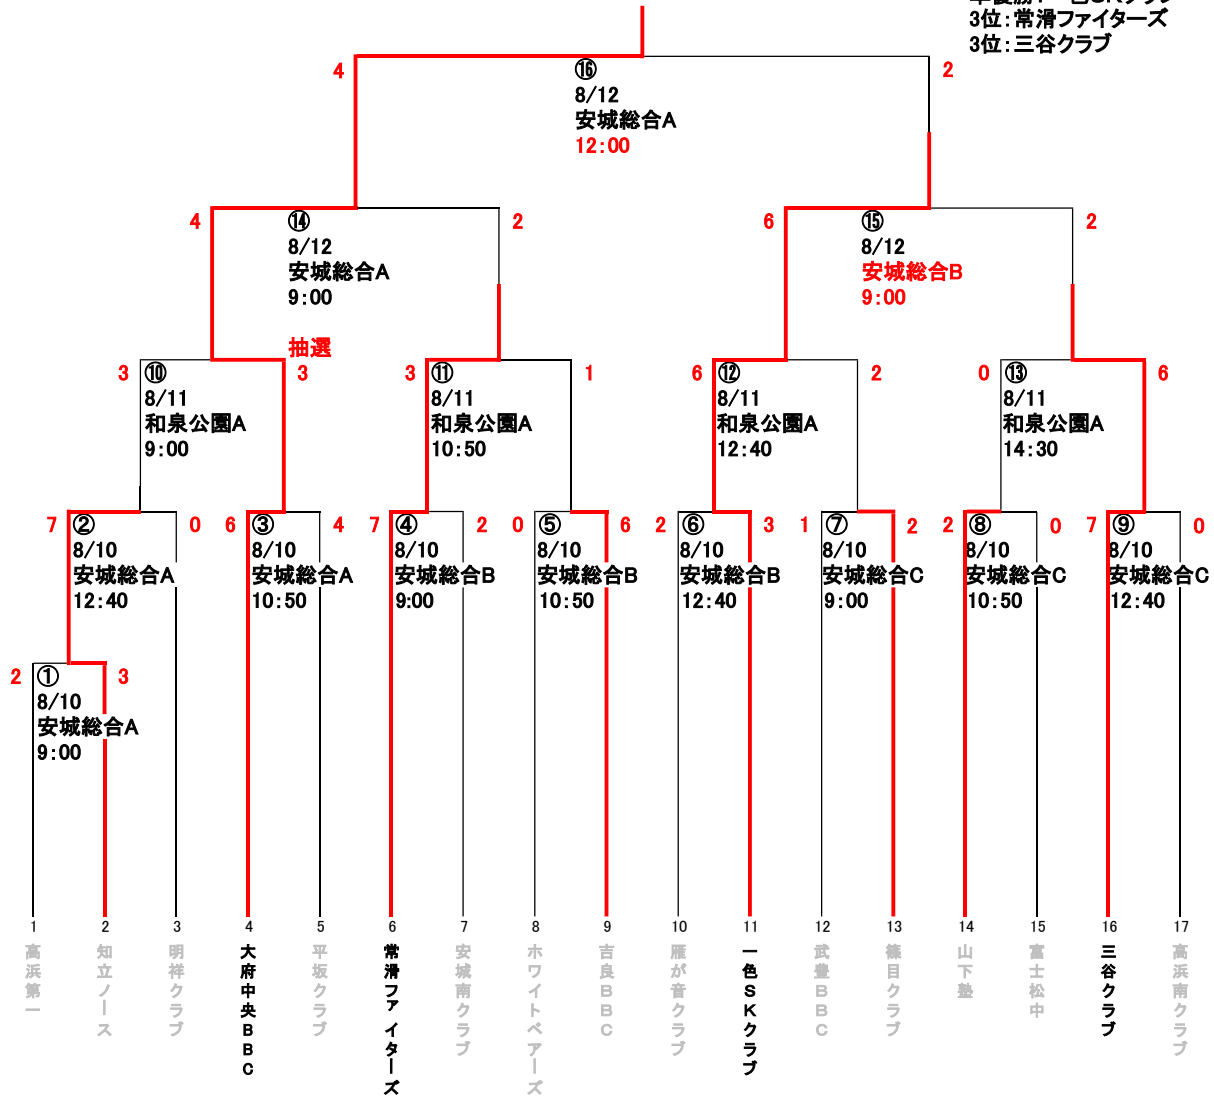 3位：常滑ファイターズ
3位：三谷クラブ
4
2
⑯
8/12
安城総合A
12:00
4
2
⑭
8/12
安城総合A
9:00
抽選
6
2
⑮
8/12
安城総合B
9:00
3
3
⑩
8/11
和泉公園A
9:00
3
1
⑪
8/11
和泉公園A
10:50
6
2
⑫
8/11
和泉公園A
12:40
0
6
⑬
8/11
和泉公園A
14:30
7
0
②
8/10
安城総合A
12:40
6
4
③
8/10
安城総合A
10:50
7
2
④
8/10
安城総合B
9:00
0
6
⑤
8/10
安城総合B
10:50
2
3
⑥
8/10
安城総合B
12:40
1
2
⑦
8/10
安城総合C
9:00
2
0
⑧
8/10
安城総合C
10:50
7
0
⑨
8/10
安城総合C
12:40
2
3
①
8/10
安城総合A
9:00
1
高浜第一
2
知立ノース
3
明祥クラブ
4
大府中央BBC
5
平坂クラブ
6
常滑ファイターズ
7
安城南クラブ
8
ホワイトベアーズ
9
吉良BBC
10
雁が音クラブ
11
一色SKクラブ
12
武豊BBC
13
篠目クラブ
14
山下塾
15
富士松中
16
三谷クラブ
17
高浜南クラブ